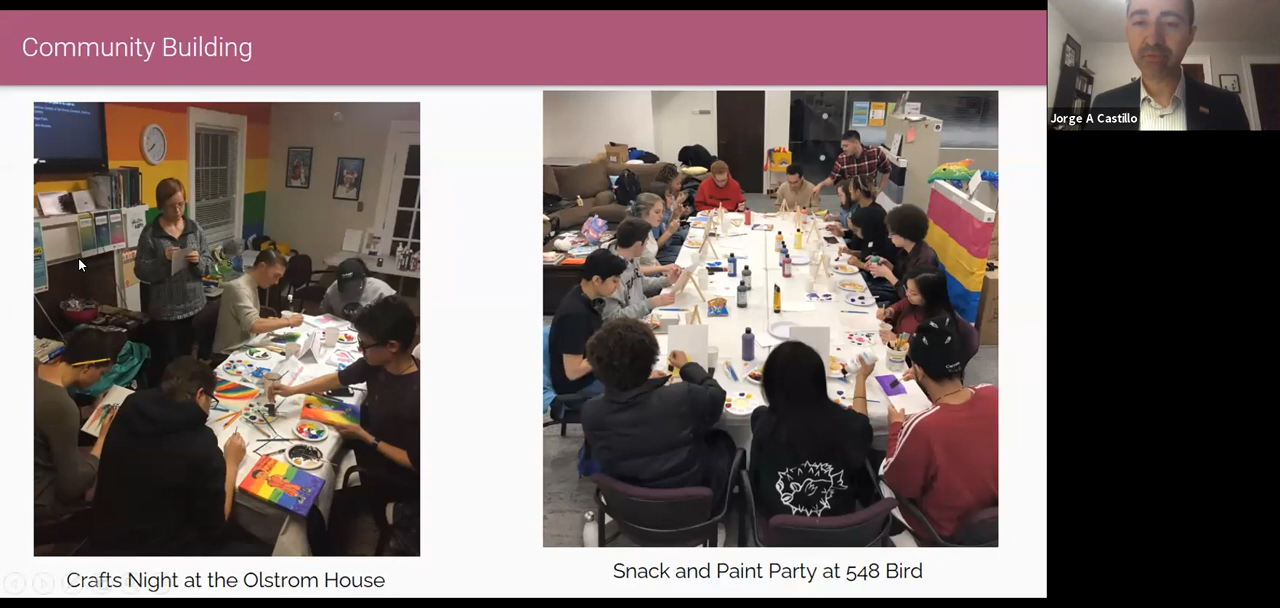 Community Building
Jorge A Castillo
Crafts Night at the Olstrom House
Snack and Paint Party at 548 Bird